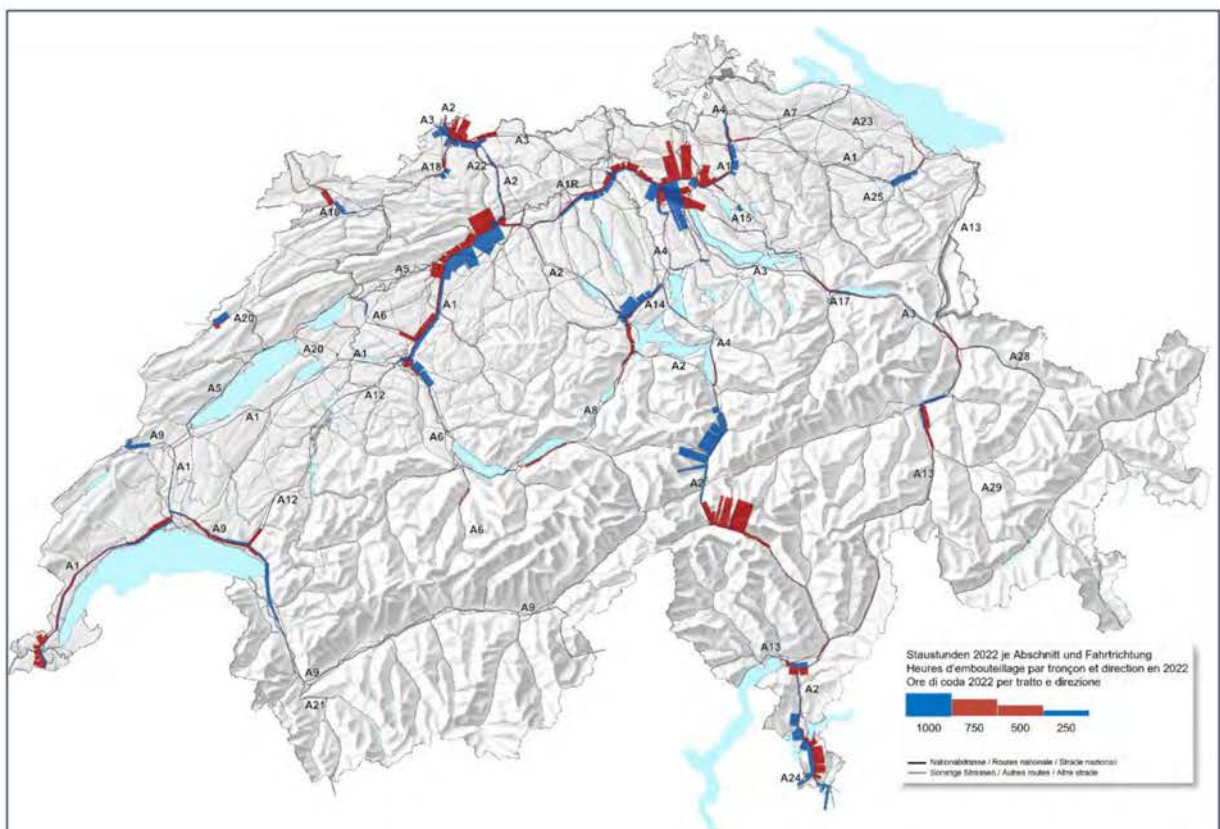 A2
A3
A3
A18
A22
A2
A16
A1R
A4
A7
A23
A1
A1
A25
A15
A13
A4
A3
A5
A2
A14
A17
A3
A1
A6
A20
A20
A1
A4
A2
A28
A5
A12
A1
A8
A6
A9
A1
A2
A13
A29
A12
A9
A6
A1
A9
A9
A21
A13
A2
A24
Staustunden 2022 je Abschnitt und Fahrtrichtung
Heures d'embouteillage par tronçon et direction en 2022
Ore di coda 2022 per tratto e direzione
1000 750 500 250
Nationalstrasse / Routes nationale / Strade nazionali
Sonstige Strassen / Autres routes / Altre strade